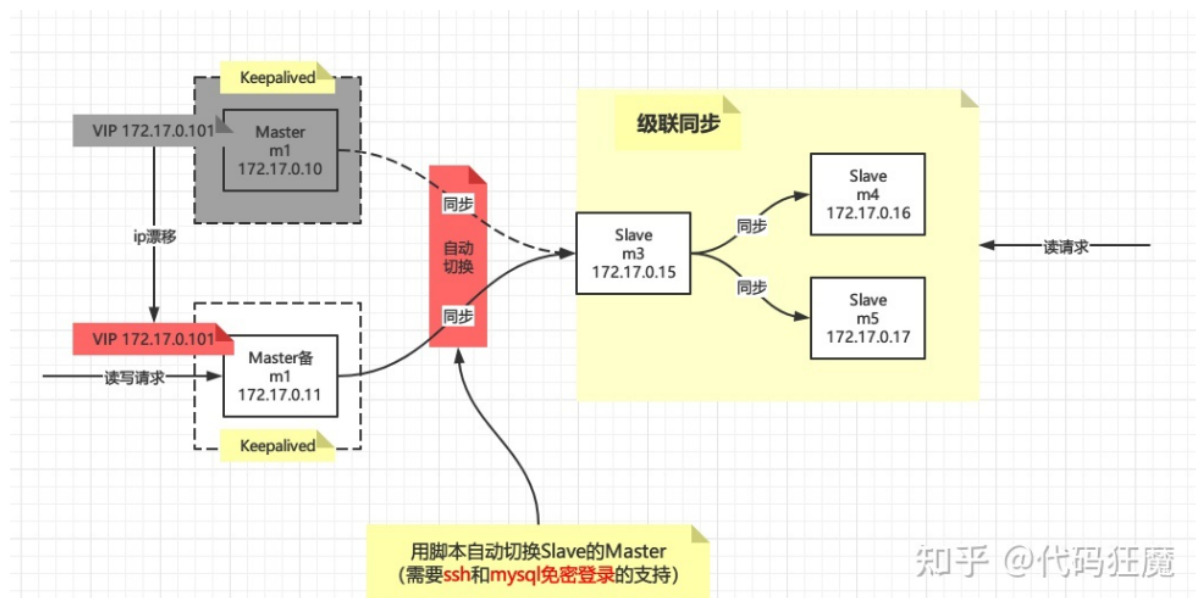 Keepalived
VIP 172.17.0.101
Master
m1
172.17.0.10
ip漂移
VIP 172.17.0.101
读写请求
Master备
m1
172.17.0.11
Keepalived
同步
自动
切换
同步
级联同步
Slave
m3
172.17.0.15
同步
同步
Slave
m4
172.17.0.16
Slave
m5
172.17.0.17
读请求
用脚本自动切换Slave的Master
（需要ssh和mysql免密登录的支持）
知乎 @代码狂魔